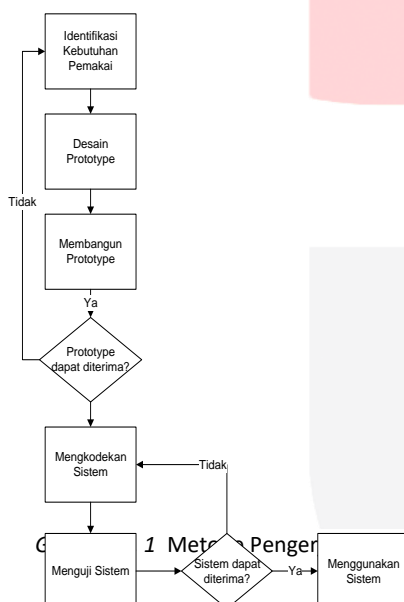 Identifikasi
Kebutuhan
Pemakai
Desain
Prototype
Tidak
Membangun
Prototype
Ya
Prototype
dapat diterima?
Mengkodekan
Sistem
Tidak
1
Menguji Sistem
Sistem dapat
diterima?
Ya
Menggunakan
Sistem